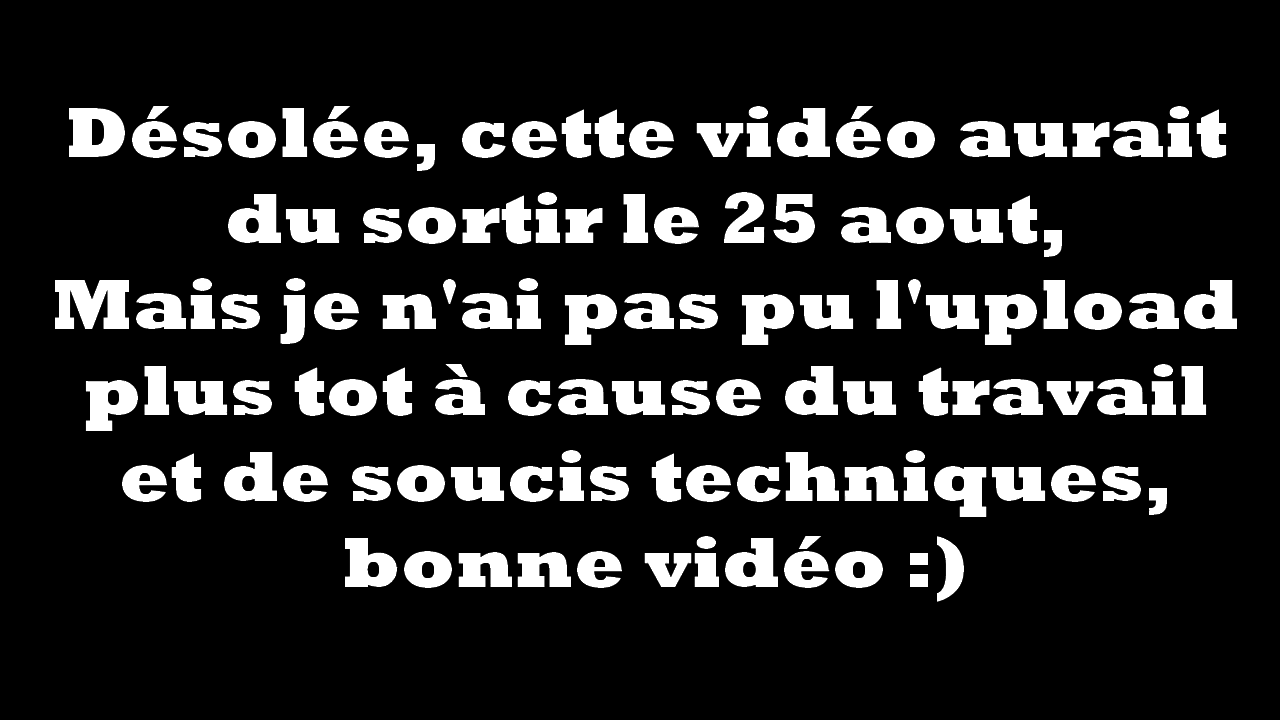 Désolée, cette vidéo aurait
du sortir le 25 aout,
Mais je n'ai pas pu l'upload
plus tot à cause du travail
et de soucis techniques,
bonne vidéo :)